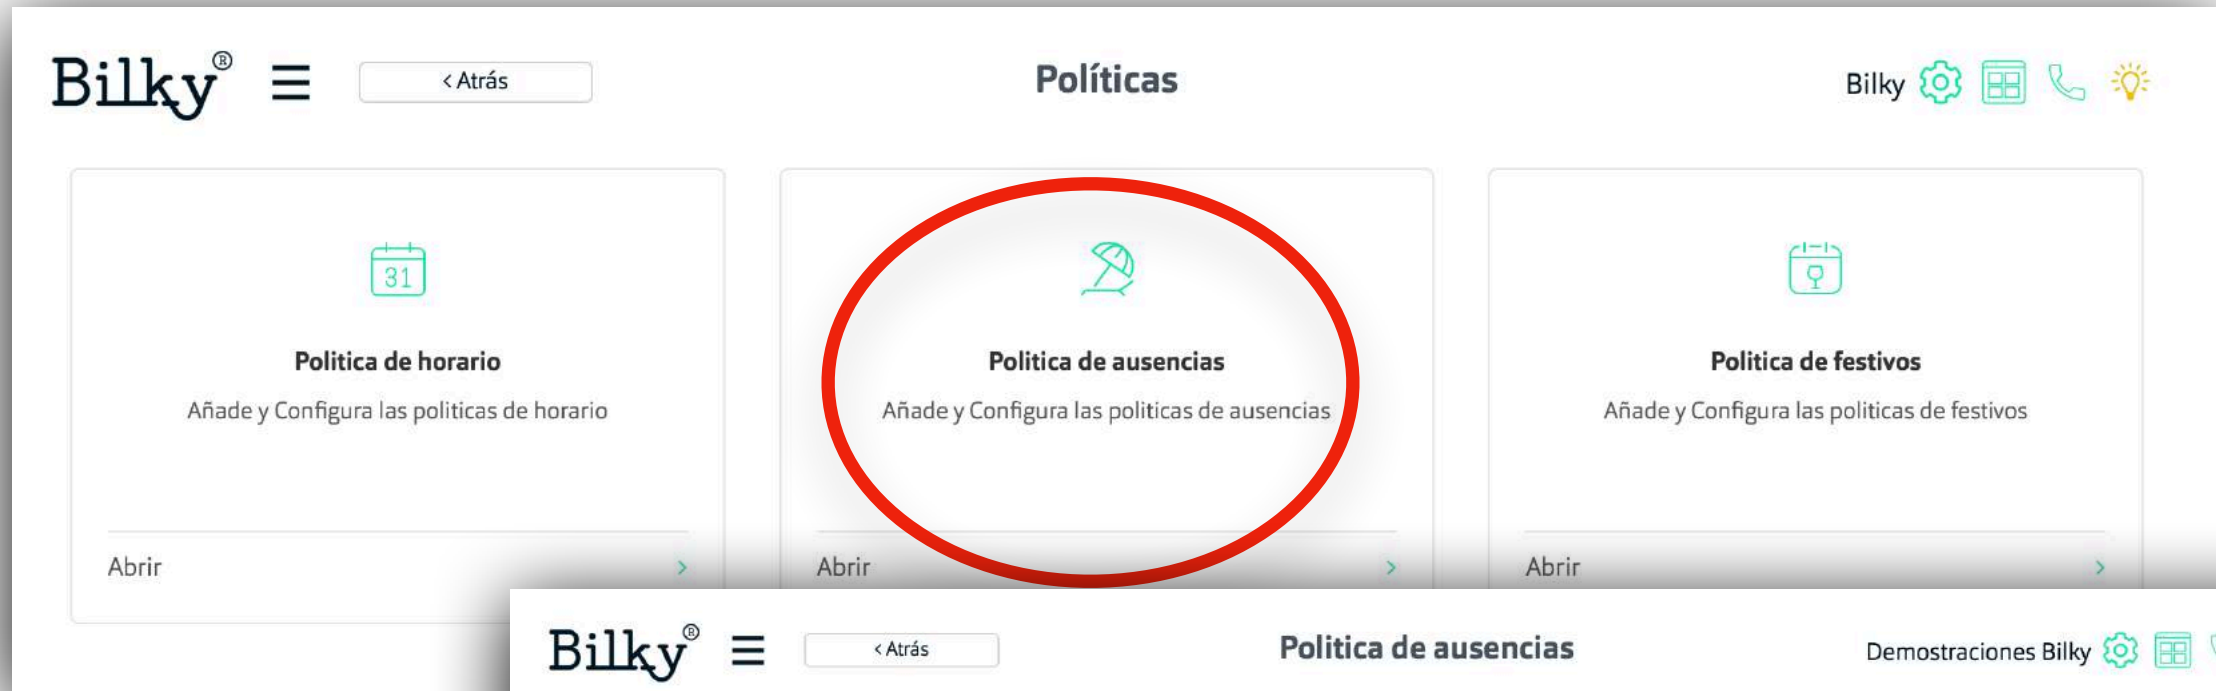 Bilky® < Atrás Políticas Bilky
31
Politica de horario
Añade y Configura las politicas de horario
Abrir >
Politica de ausencias
Añade y Configura las politicas de ausencias
Abrir >
Politica de festivos
Añade y Configura las politicas de festivos
Abrir >
Bilky® < Atrás Politica de ausencias Demostraciones Bilky